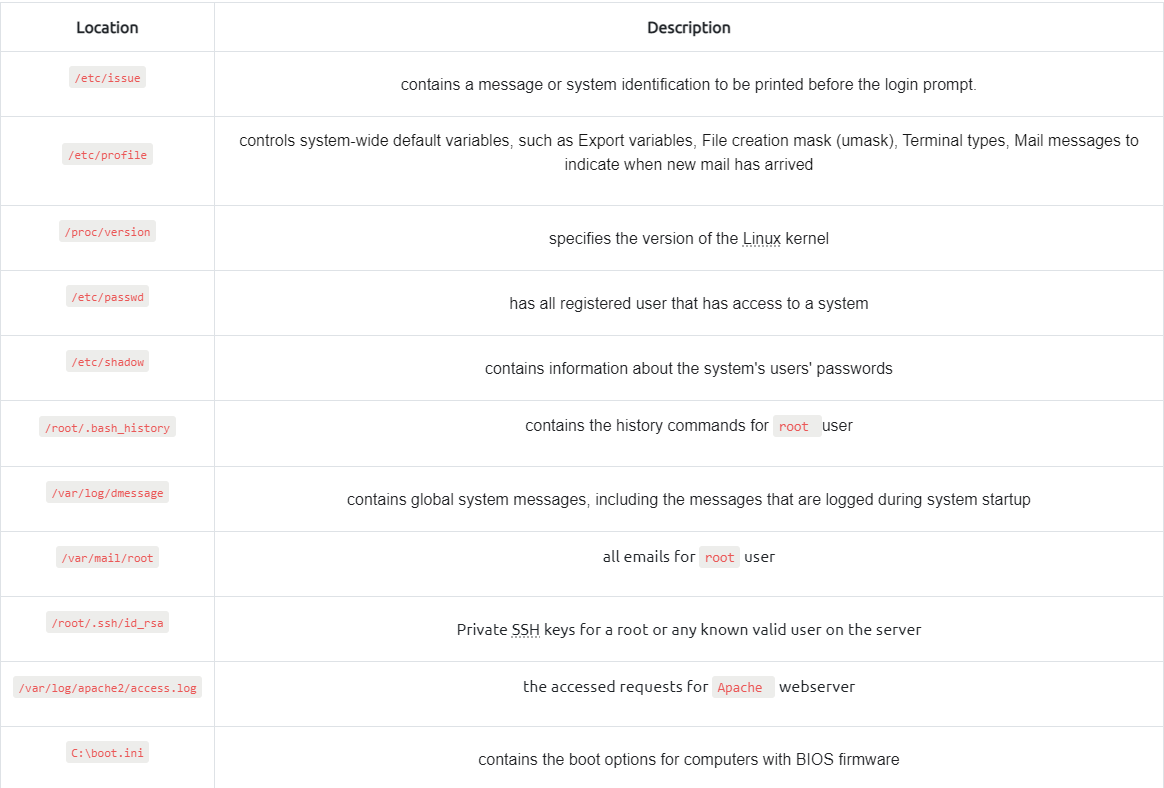 Location Description
/etc/issue contains a message or system identification to be printed before the login prompt.
/etc/profile controls system-wide default variables, such as Export variables, File creation mask (umask), Terminal types, Mail messages to
indicate when new mail has arrived
/proc/version specifies the version of the Linux kernel
/etc/passwd has all registered user that has access to a system
/etc/shadow contains information about the system's users' passwords
/root/.bash_history contains the history commands for root user
/var/log/dmessage contains global system messages, including the messages that are logged during system startup
/var/mail/root all emails for root user
/root/.ssh/id_rsa Private SSH keys for a root or any known valid user on the server
/var/log/apache2/access.log the accessed requests for Apache webserver
C:\boot.ini contains the boot options for computers with BIOS firmware